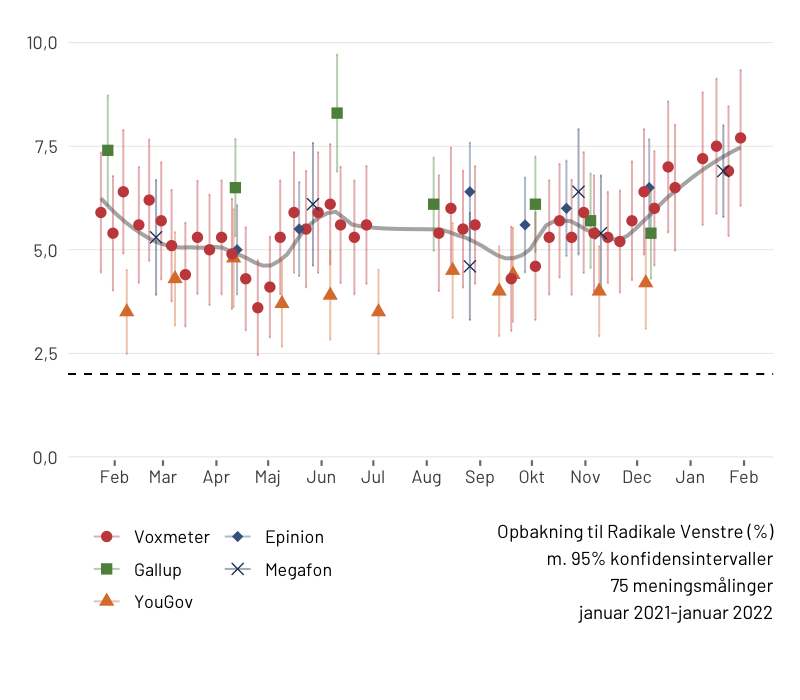 10,0
7,5
5,0
2,5
0,0
Feb Mar Apr Maj Jun Jul Aug Sep Okt Nov Dec Jan Feb
Voxmeter Epinion
Gallup Megafon
YouGov
Opbakning til Radikale Venstre (%)
m. 95% konfidensintervaller
75 meningsmålinger
januar 2021-januar 2022